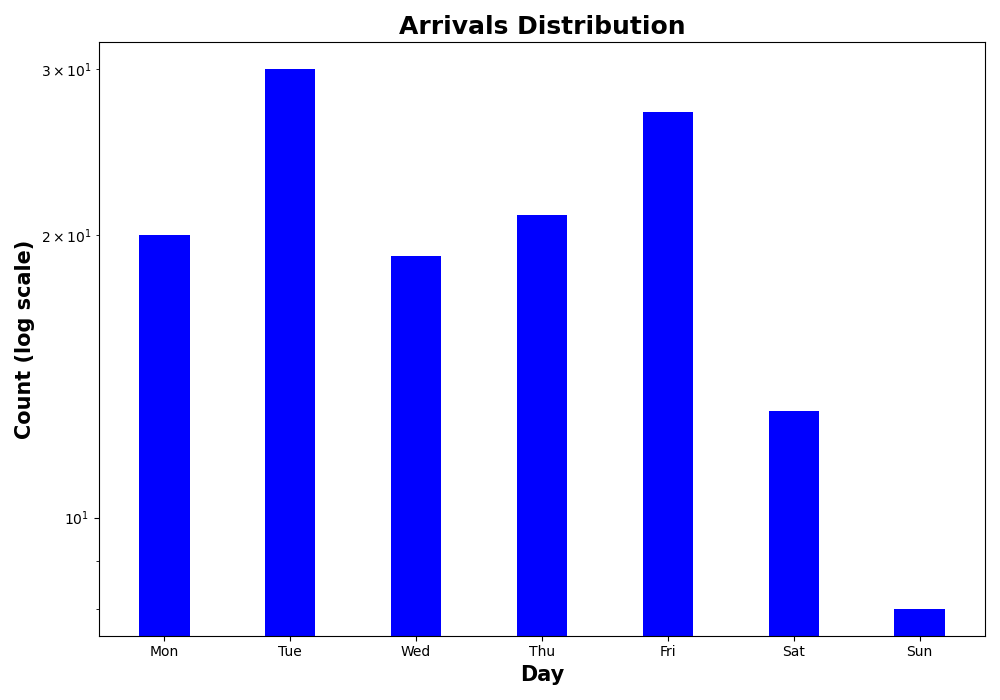 Arrivals Distribution
3 × 10¹
2 × 10¹
10¹
Count (log scale)
Mon Tue Wed Thu Fri Sat Sun
Day